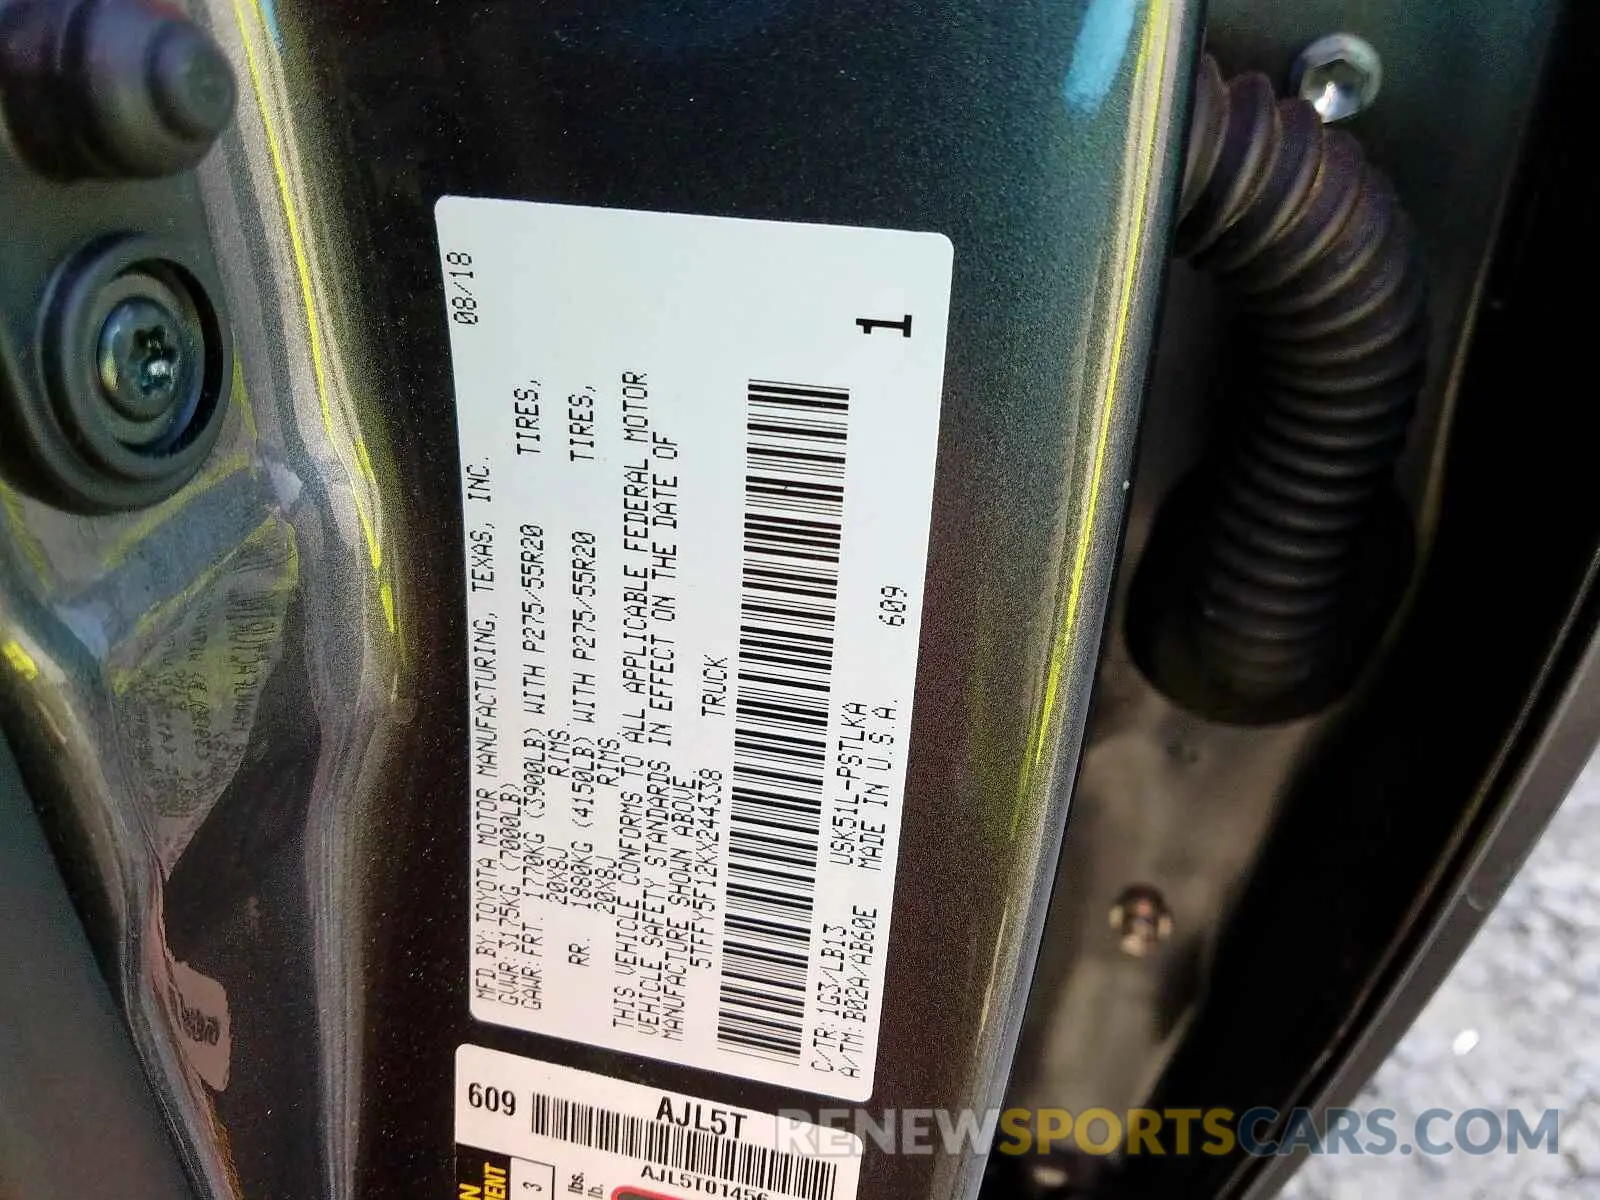 MFD.BY: TOYOTA MOTOR MANUFACTURING, TEXAS, INC. 08/18
GVWR: 3175KG (7000LB)
GAWR: FRT. 1770KG (3900LB) WITH P275/55R20 TIRES,
20X8J RIMS.
RR. 1880KG (4150LB) WITH P275/55R20 TIRES,
20X8J RIMS.
THIS VEHICLE CONFORMS TO ALL APPLICABLE FEDERAL MOTOR
VEHICLE SAFETY STANDARDS IN EFFECT ON THE DATE OF
MANUFACTURE SHOWN ABOVE.
5TFFY5F12KX244338 TRUCK
1
C/TR: 1G3/LB13 USK51L-PSTLKA 609
A/TM: B02A/AB60E MADE IN U.S.A.
609 AJL5T
AJL5T01456
3
lbs.
lb.
RENEWSPORTSCARS.COM